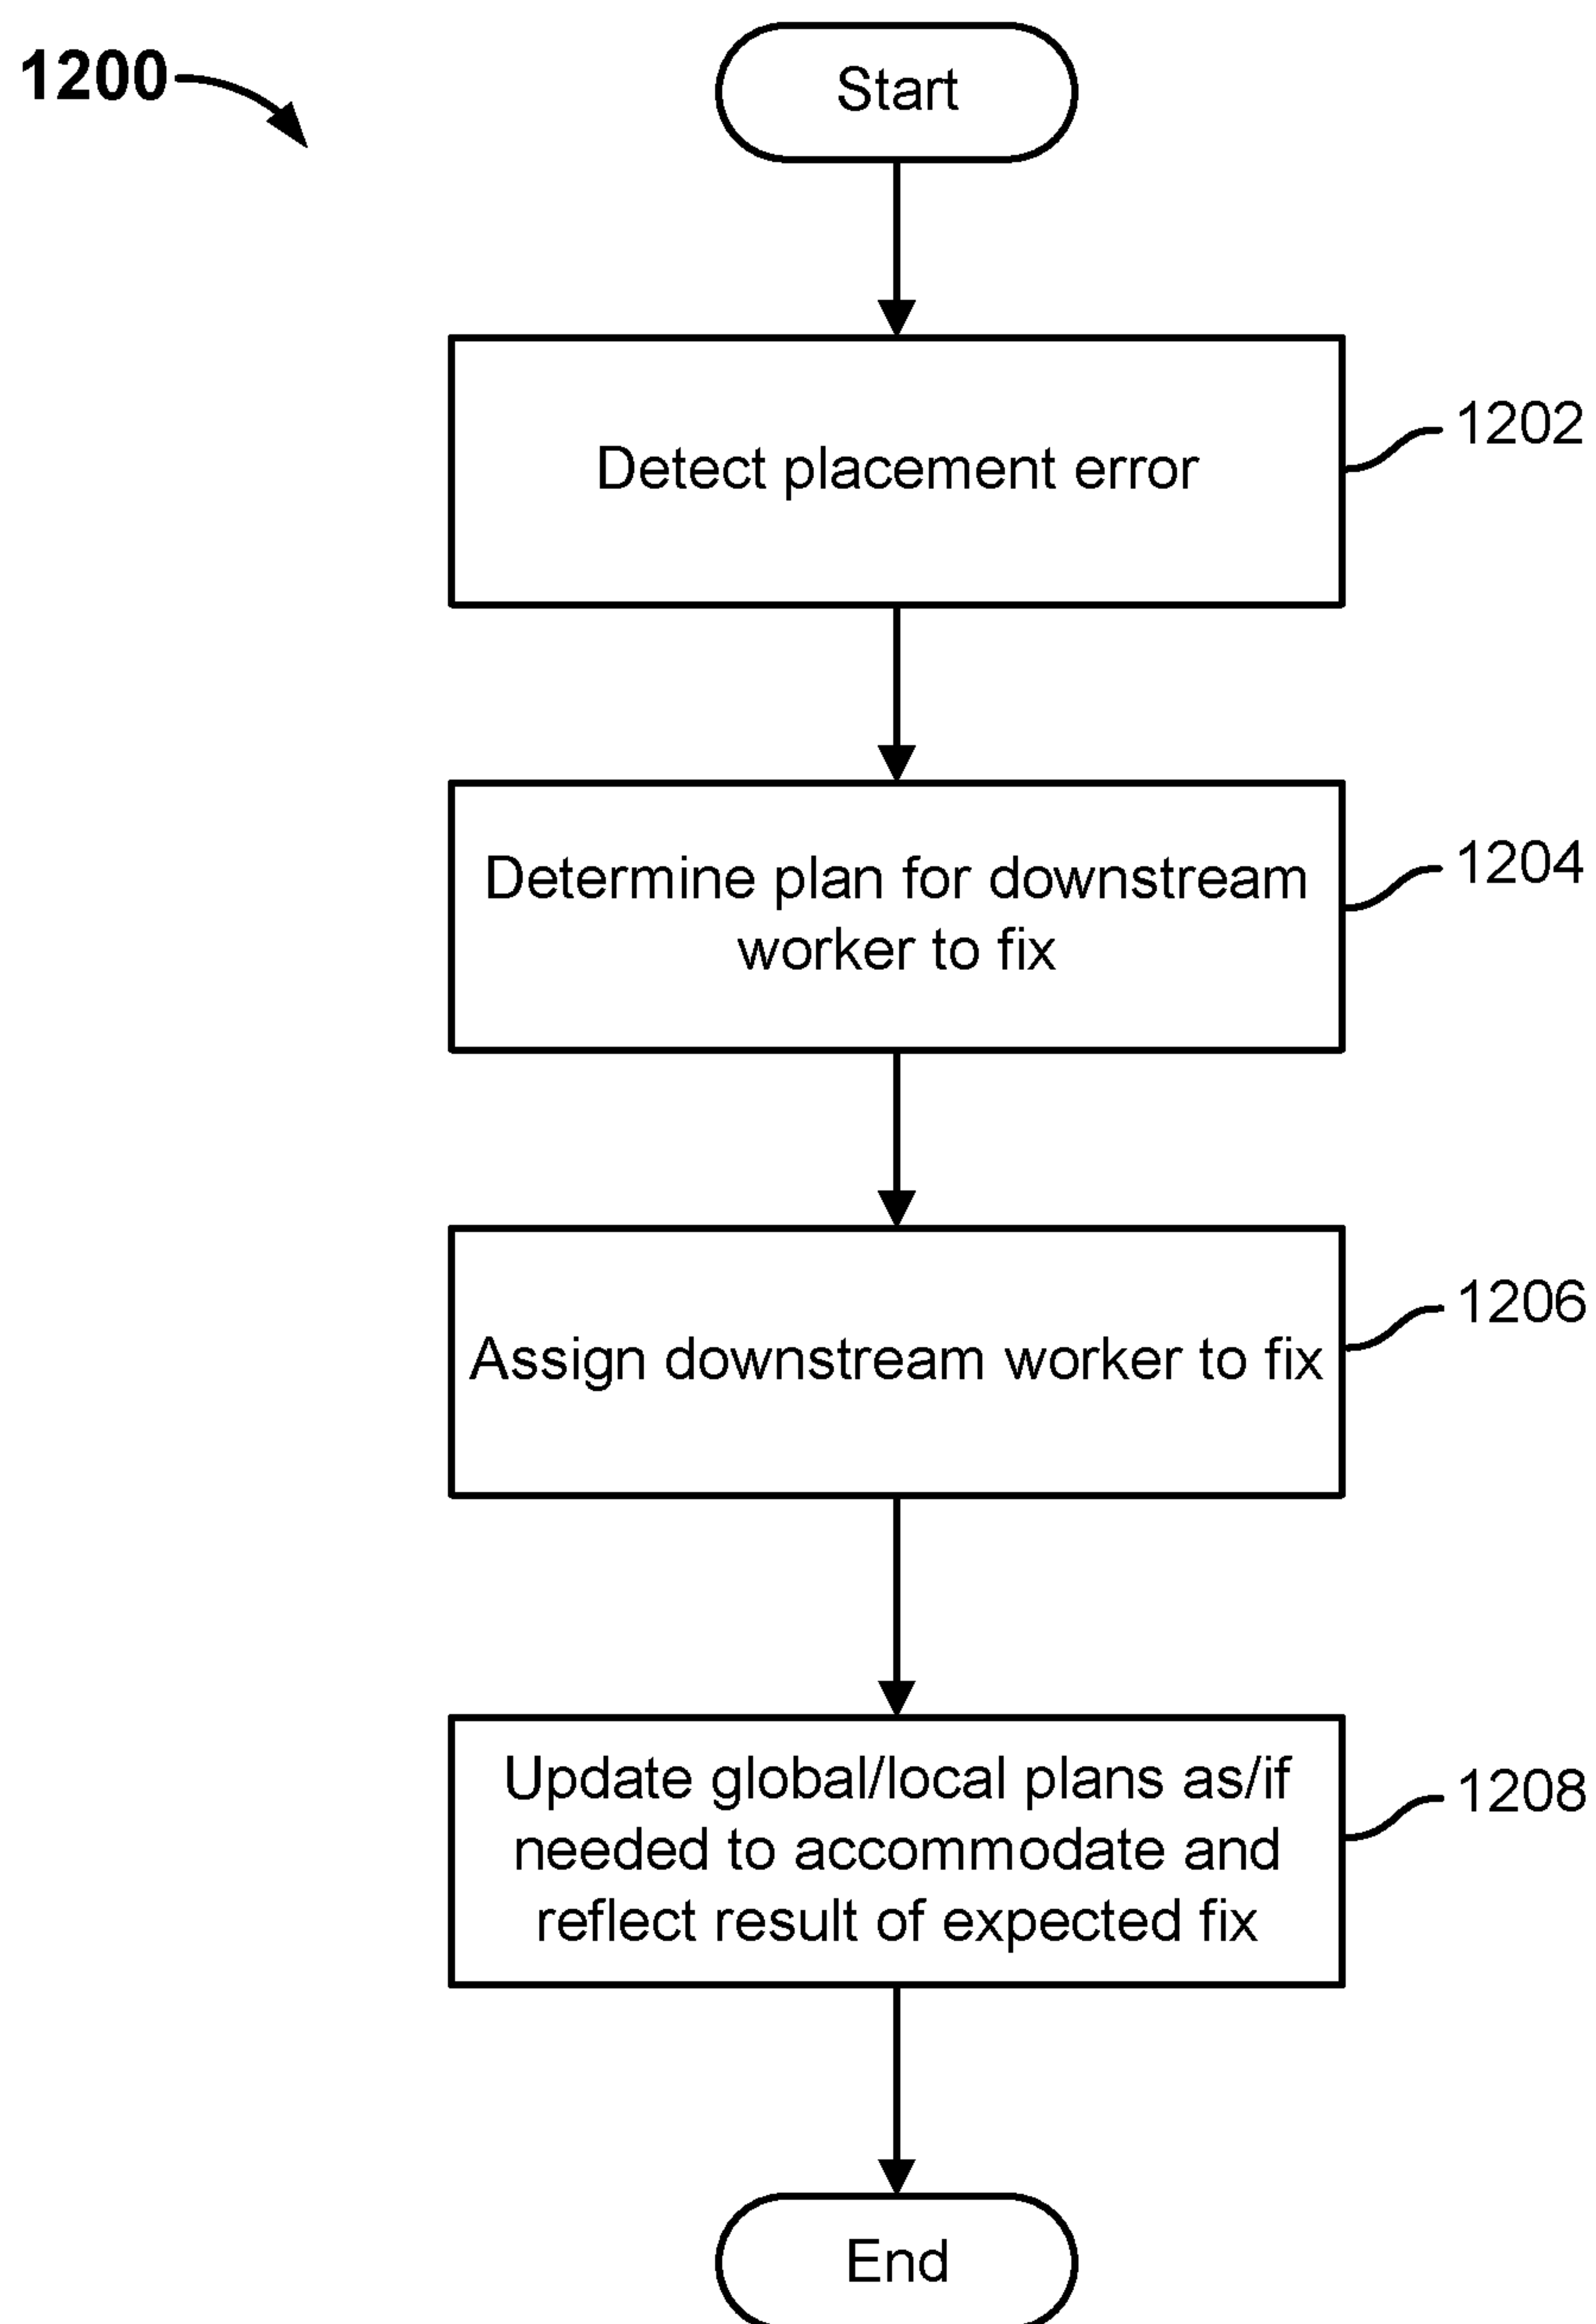 1200
Start
Detect placement error
1202
Determine plan for downstream
worker to fix
1204
Assign downstream worker to fix
1206
Update global/local plans as/if
needed to accommodate and
reflect result of expected fix
1208
End